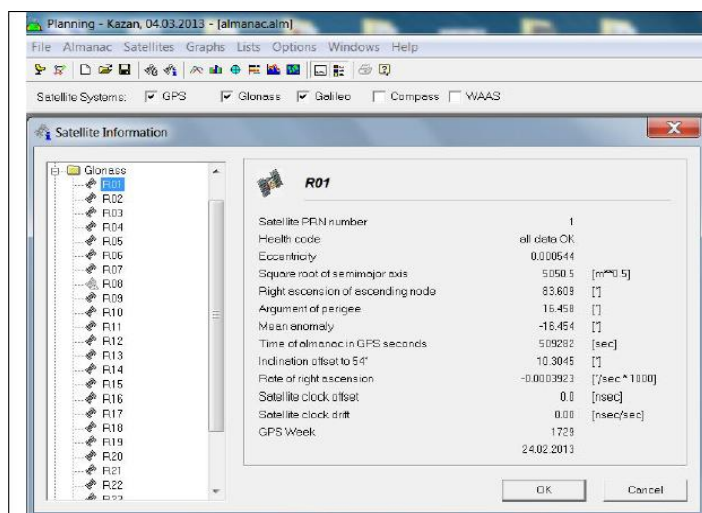 Planning - Kazan, 04.03.2013 - [almanac.alm]
File Almanac Satellites Graphs Lists Options Windows Help
Satellite Systems: GPS Glonass Galileo Compass WAAS
Satellite Information
Glonass
R01
R02
R03
R04
R05
R06
R07
R08
R09
R10
R11
R12
R13
R14
R15
R16
R17
R18
R19
R20
R21
R22
R23
R01
Satellite PRN number 1
Health code all data OK
Eccentricity 0.000544
Square root of semimajor axis 5050.5 [m**0.5]
Right ascension of ascending node 83.609 [°]
Argument of perigee 16.458 [°]
Mean anomaly -16.454 [°]
Time of almanac in GPS seconds 509282 [sec]
Inclination offset to 54° 10.3045 [°]
Rate of right ascension -0.0003923 [°/sec * 1000]
Satellite clock offset 0.0 [nsec]
Satellite clock drift 0.00 [nsec/sec]
GPS Week 1729
24.02.2013
OK Cancel